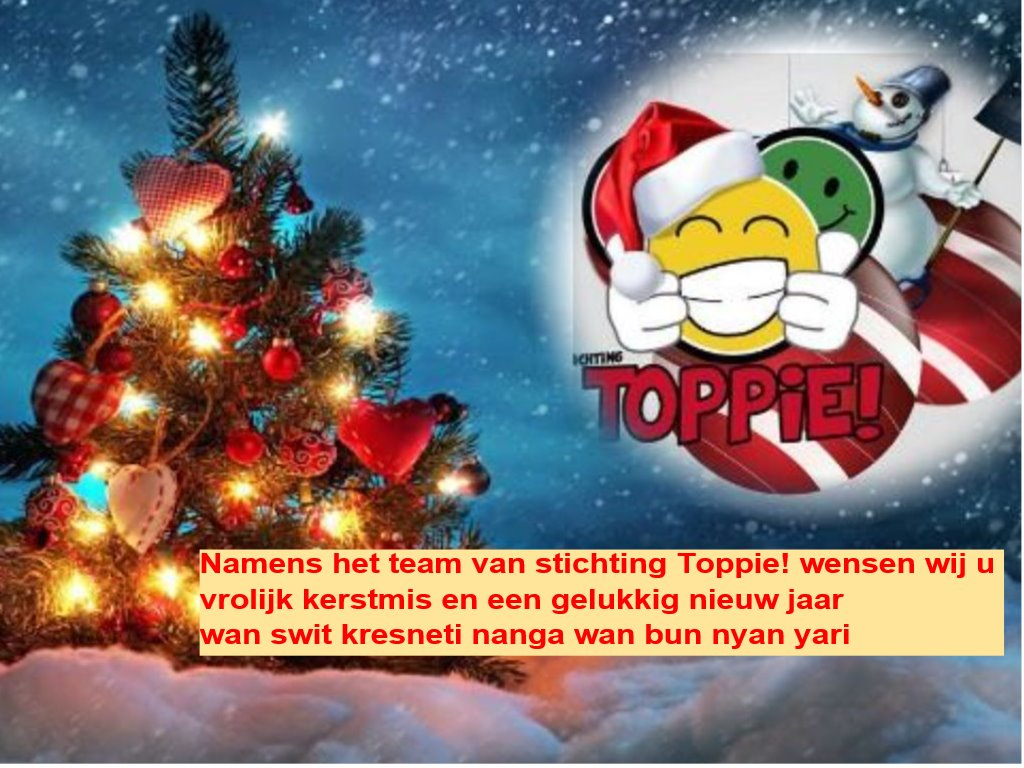 ICHTING
TOPPiE!
Namens het team van stichting Toppie! wensen wij u
vrolijk kerstmis en een gelukkig nieuw jaar
wan swit kresneti nanga wan bun nyan yari